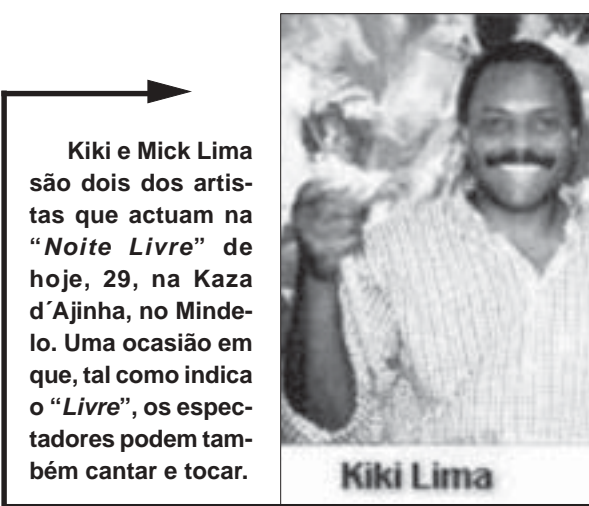 Kiki e Mick Lima
são dois dos artis-
tas que actuam na
“Noite Livre” de
hoje, 29, na Kaza
d´Ajinha, no Minde-
lo. Uma ocasião em
que, tal como indica
o “Livre”, os espec-
tadores podem tam-
bém cantar e tocar.
Kiki Lima